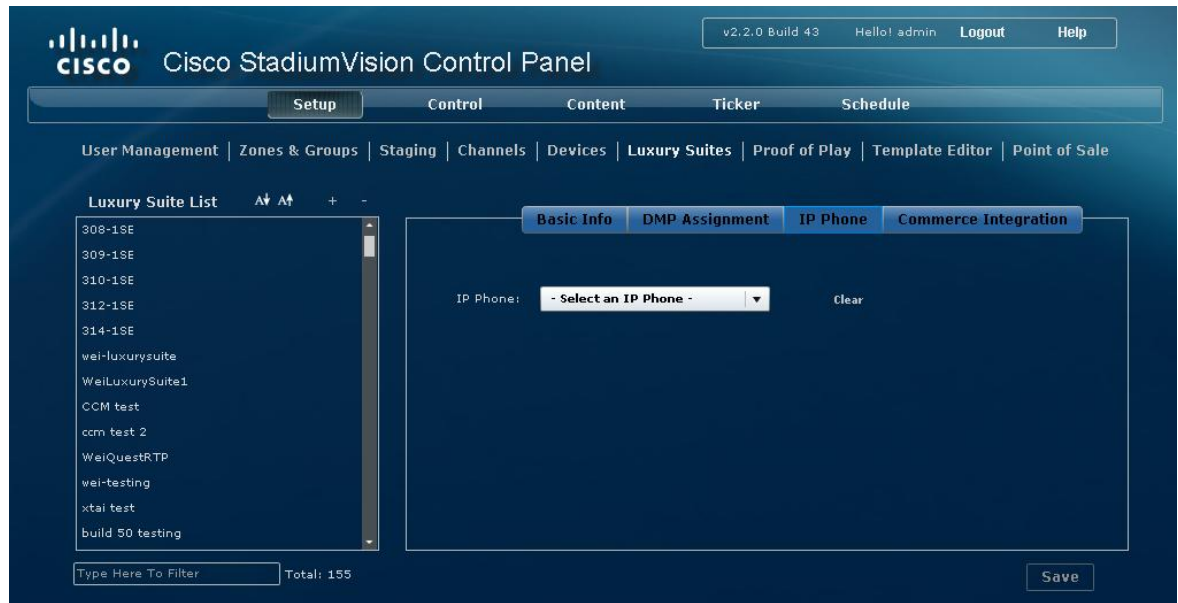 v2.2.0 Build 43 Hello! admin Logout Help
CISCO Cisco StadiumVision Control Panel
Setup Control Content Ticker Schedule
User Management | Zones & Groups | Staging | Channels | Devices | Luxury Suites | Proof of Play | Template Editor | Point of Sale
Luxury Suite List A A + -
308-1SE
309-1SE
310-1SE
312-1SE
314-1SE
wei-luxurysuite
WeiLuxurySuite1
CCM test
ccm test 2
WeiQuestRTP
wei-testing
xtai test
build 50 testing
Type Here To Filter Total: 155
Basic Info DMP Assignment IP Phone Commerce Integration
IP Phone: - Select an IP Phone - Clear
Save